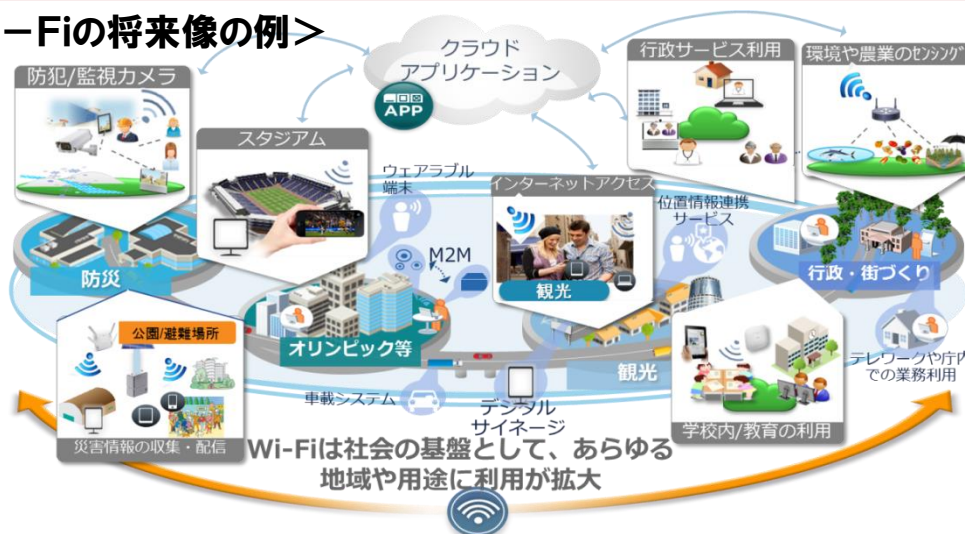 －Fiの将来像の例＞
クラウド
アプリケーション
APP
防犯/監視カメラ
スタジアム
行政サービス利用
環境や農業のｾﾝｼﾝｸﾞ
ウェアラブル
端末
インターネットアクセス
位置情報連携
サービス
M2M
防災
観光
行政・街づくり
公園/避難場所
オリンピック等
観光
テレワークや庁内
での業務利用
車載システム
デジタル
サイネージ
災害情報の収集・配信
学校内/教育の利用
Wi-Fiは社会の基盤として、あらゆる
地域や用途に利用が拡大